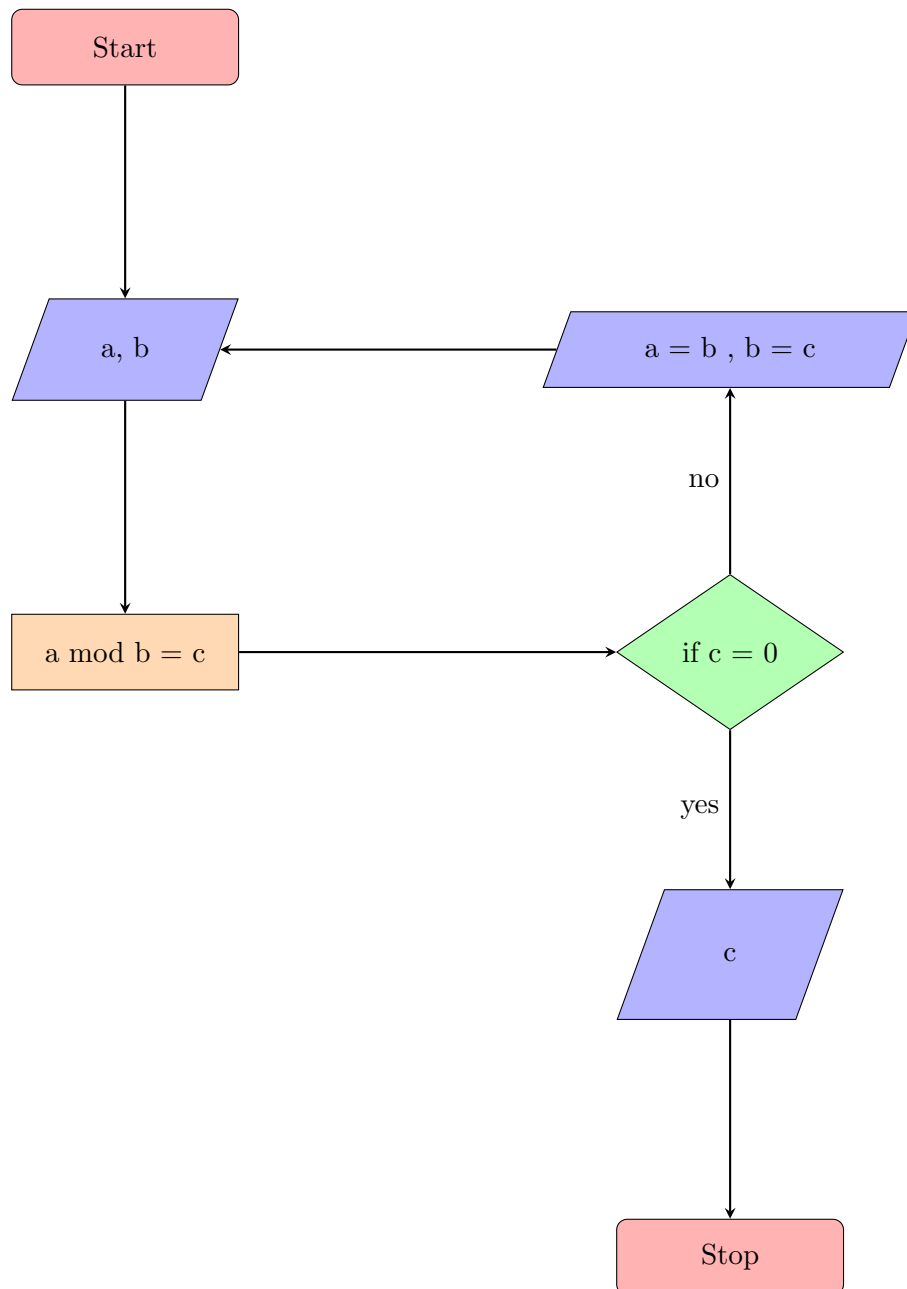 Start
a, b
a = b , b = c
no
a mod b = c
if c = 0
yes
c
Stop